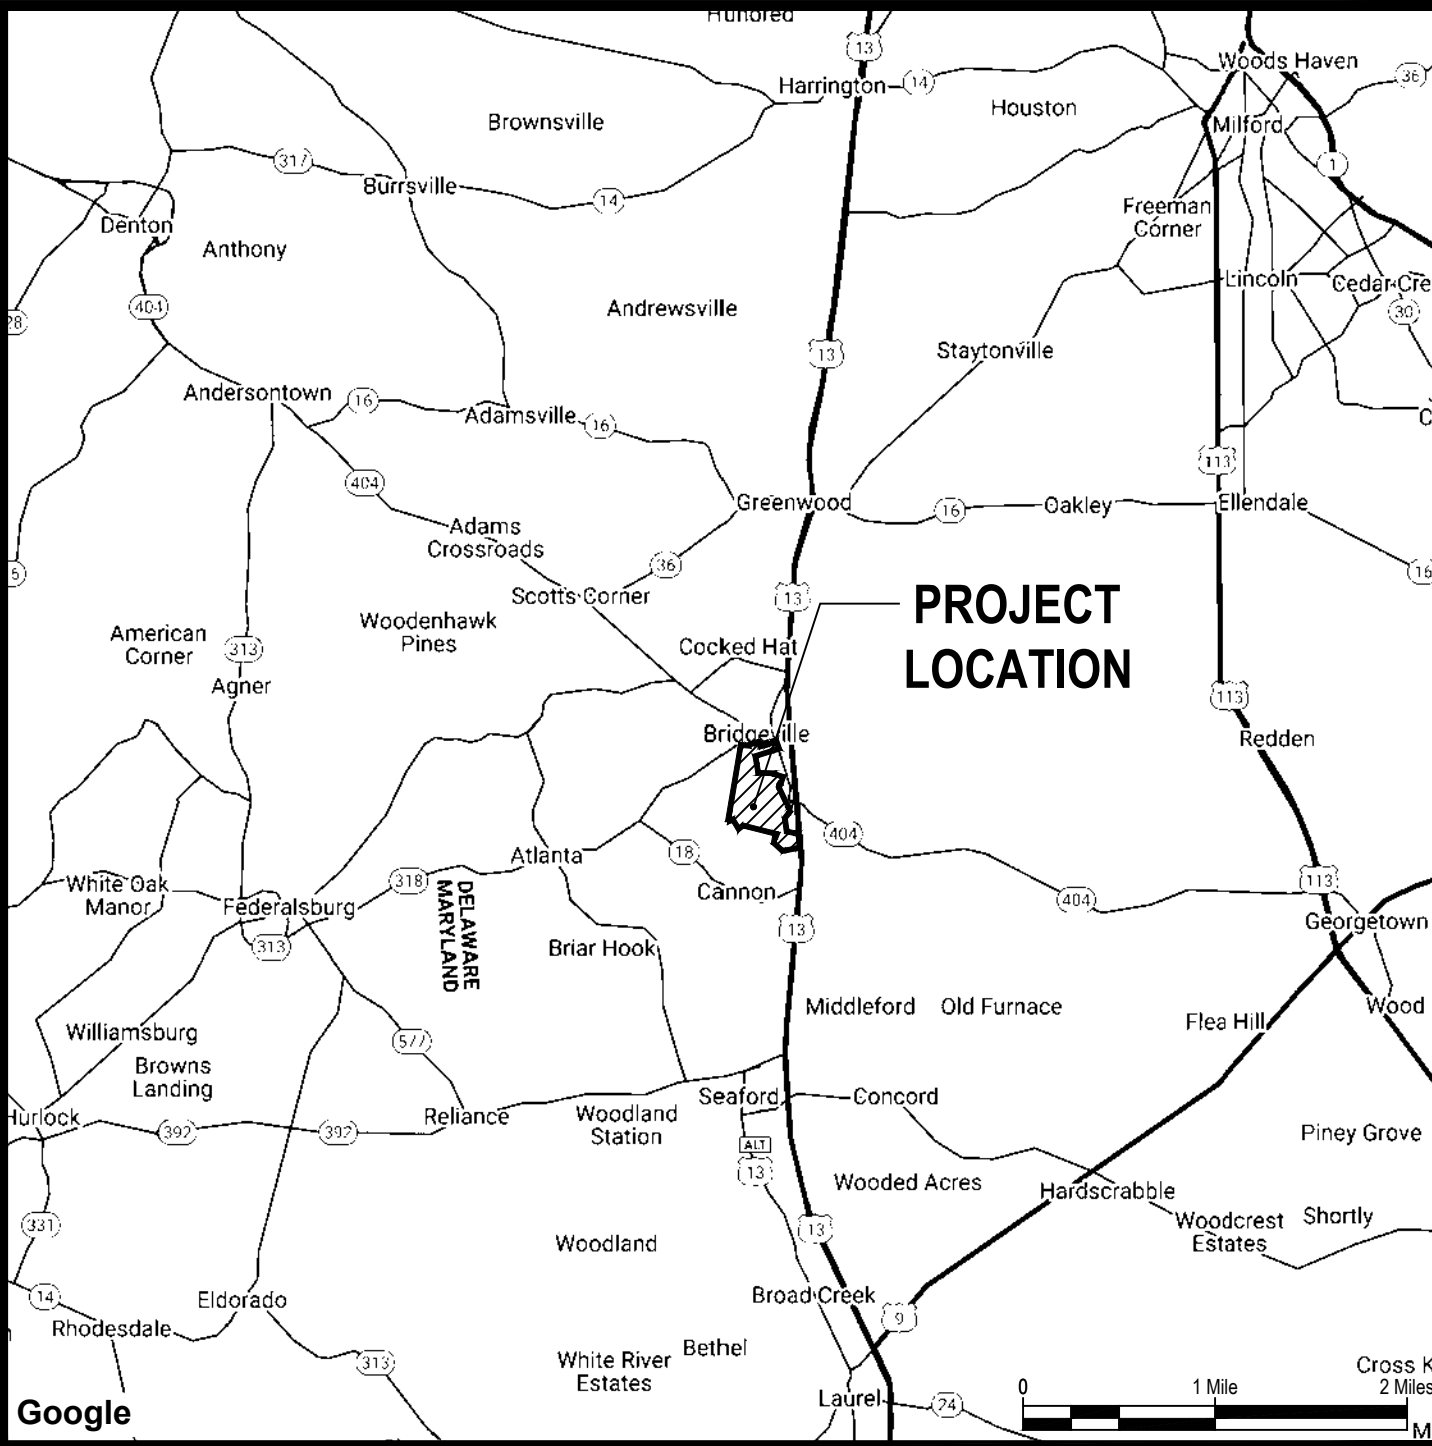 Hundred
13
Woods Haven
36
Harrington
14
Houston
Brownsville
Milford
317
1
Burrsville
14
Freeman
Corner
Denton
Anthony
Lincoln
Cedar Cre
404
Andrewsville
30
28
13
Staytonville
Andersontown
16
Adamsville
16
C
113
404
Greenwood
16
Oakley
Ellendale
Adams
Crossroads
36
6
16
Scotts Corner
13
PROJECT
LOCATION
Woodenhawk
Pines
American
Corner
313
Cocked Hat
Agner
113
Bridgeville
Redden
404
18
Atlanta
318
113
White Oak
Manor
Cannon
404
Federalsburg
DELAWARE
MARYLAND
Georgetown
13
313
Briar Hook
Middleford
Old Furnace
Wood
Flea Hill
Williamsburg
577
Browns
Landing
Seaford
Concord
Hurlock
Reliance
Woodland
Station
392
392
Piney Grove
ALT
13
Wooded Acres
Hardscrabble
331
13
Woodcrest
Estates
Shortly
Woodland
14
Eldorado
Broad Creek
9
Rhodesdale
Bethel
White River
Estates
313
Cross K
0
1 Mile
2 Miles
Laurel
24
Google
M